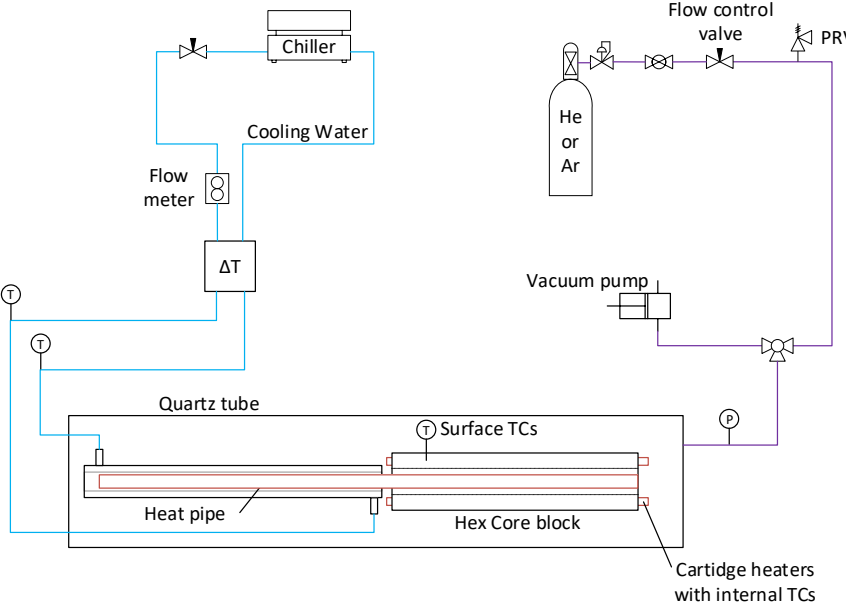 Chiller
Cooling Water
Flow
meter
ΔT
T
T
Flow control
valve
PRV
He
or
Ar
Vacuum pump
P
Quartz tube
T
Surface TCs
Heat pipe
Hex Core block
Cartidge heaters
with internal TCs